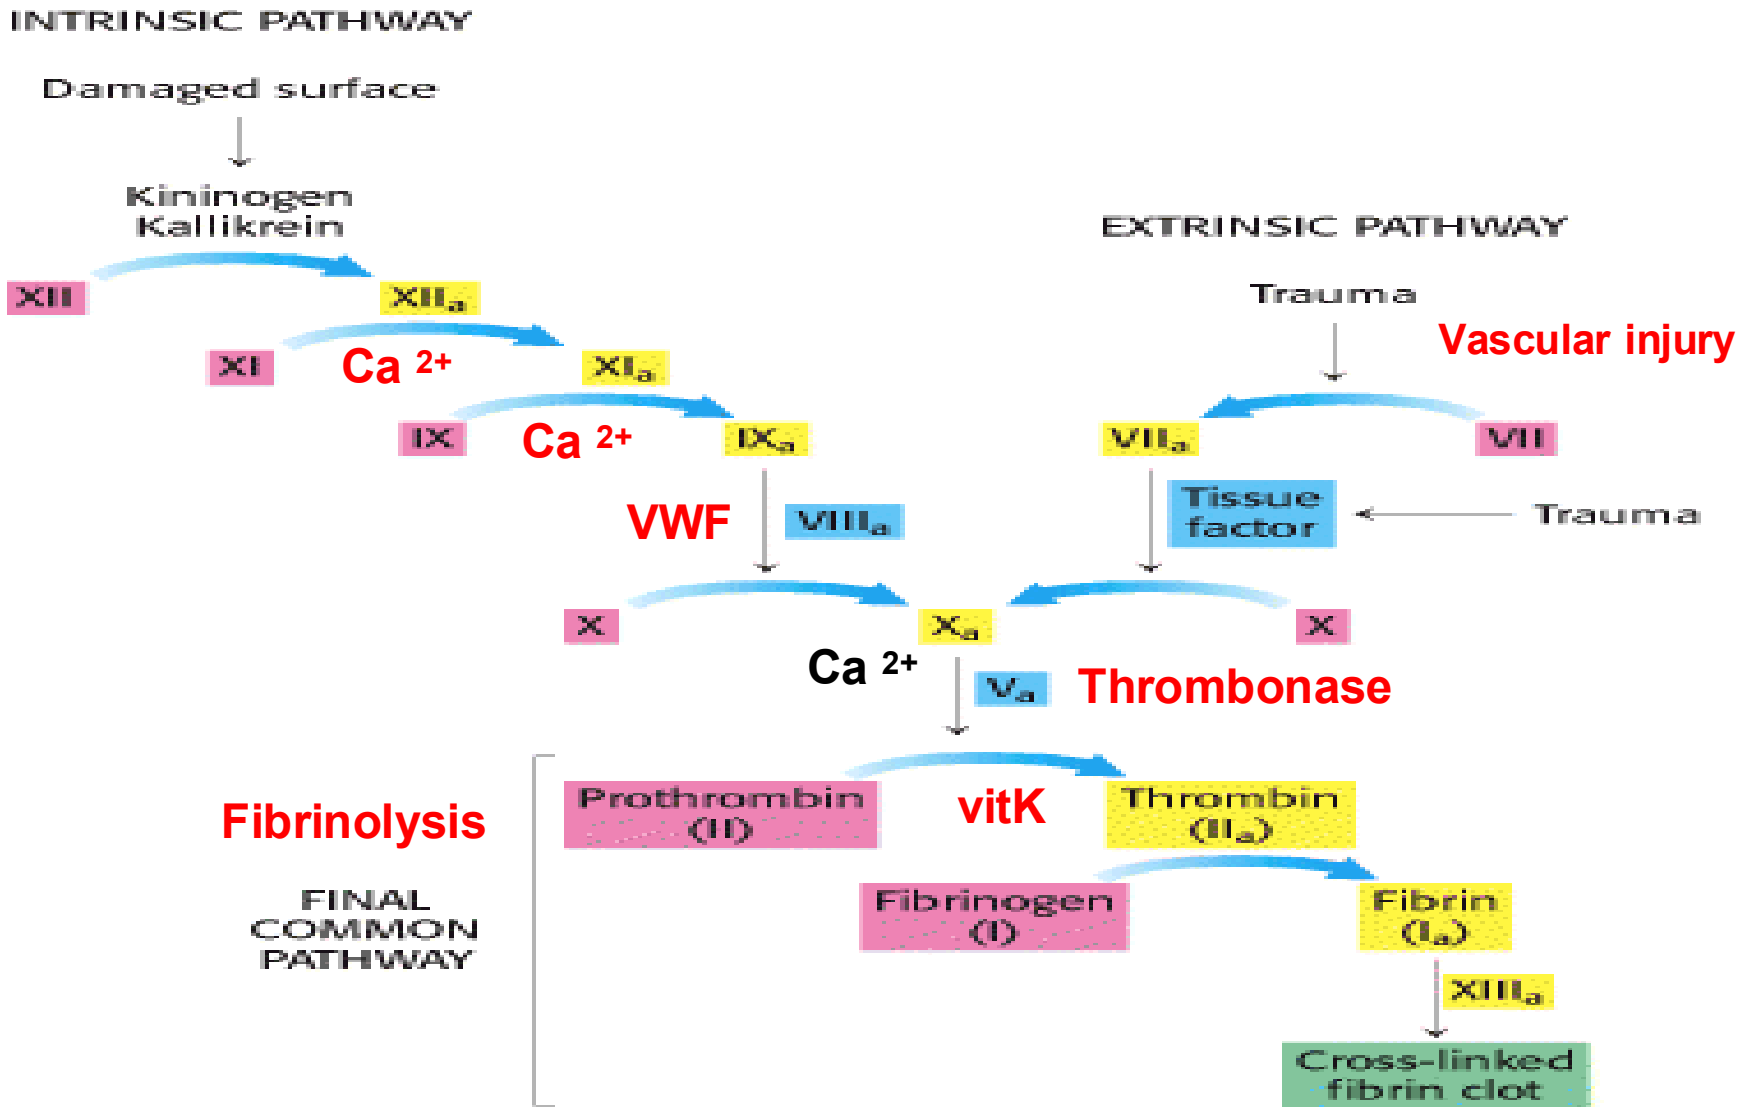 INTRINSIC PATHWAY
Damaged surface
Kininogen
Kallikrein
EXTRINSIC PATHWAY
XII
XIIa
Trauma
Vascular injury
XI
Ca 2+
XIa
IX
Ca 2+
IXa
VIIa
VII
VWF
VIIIa
Tissue
factor
Trauma
X
Xa
X
Ca 2+
Va
Thrombonase
Fibrinolysis
Prothrombin
(II)
vitK
Thrombin
(IIa)
FINAL
COMMON
PATHWAY
Fibrinogen
(I)
Fibrin
(Ia)
XIIIa
Cross-linked
fibrin clot